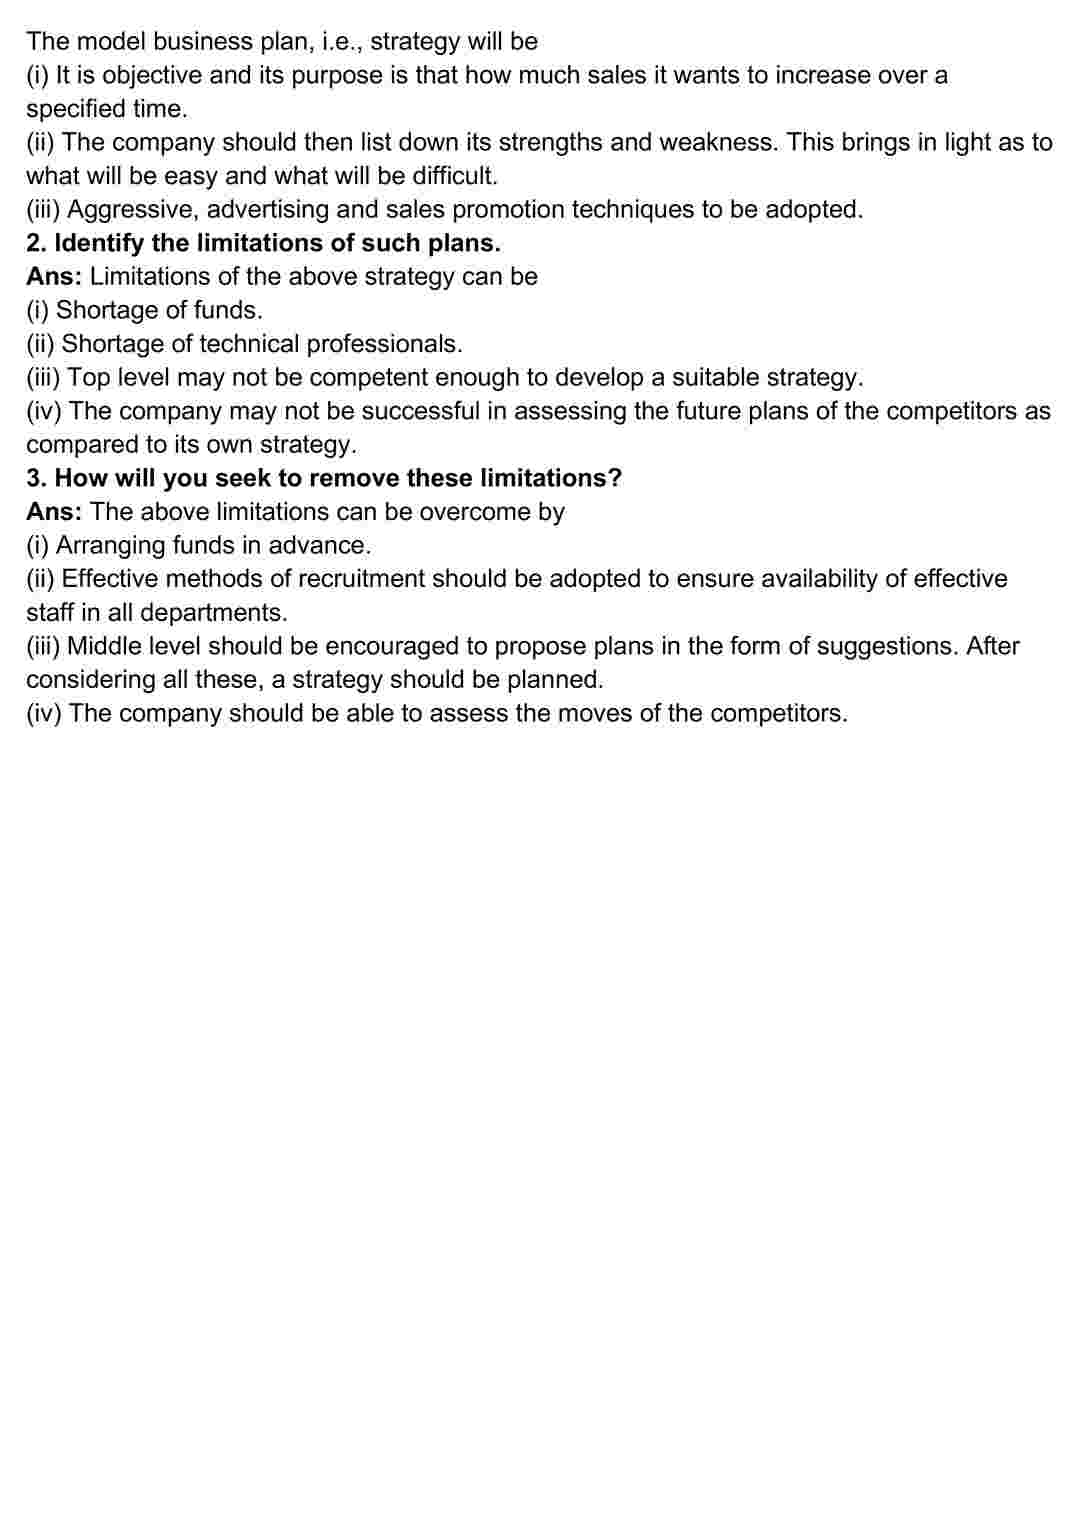 The model business plan, i.e., strategy will be
(i) It is objective and its purpose is that how much sales it wants to increase over a
specified time.
(ii) The company should then list down its strengths and weakness. This brings in light as to
what will be easy and what will be difficult.
(iii) Aggressive, advertising and sales promotion techniques to be adopted.
2. Identify the limitations of such plans.
Ans: Limitations of the above strategy can be
(i) Shortage of funds.
(ii) Shortage of technical professionals.
(iii) Top level may not be competent enough to develop a suitable strategy.
(iv) The company may not be successful in assessing the future plans of the competitors as
compared to its own strategy.
3. How will you seek to remove these limitations?
Ans: The above limitations can be overcome by
(i) Arranging funds in advance.
(ii) Effective methods of recruitment should be adopted to ensure availability of effective
staff in all departments.
(iii) Middle level should be encouraged to propose plans in the form of suggestions. After
considering all these, a strategy should be planned.
(iv) The company should be able to assess the moves of the competitors.